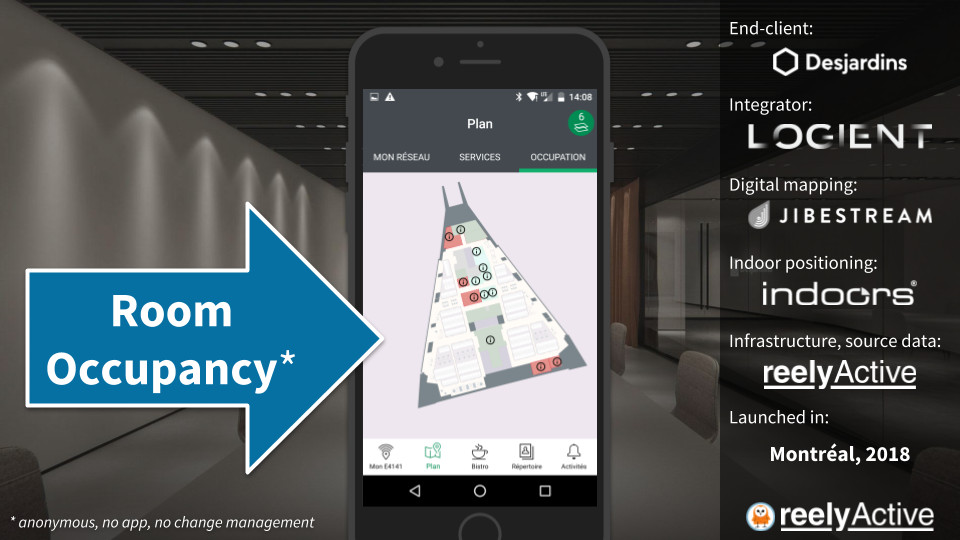 Room
Occupancy*
* anonymous, no app, no change management
14:08
Plan
6
MON RÉSEAU
SERVICES
OCCUPATION
Mon E4141
Plan
Bistro
Répertoire
Activités
End-client:
Desjardins
Integrator:
LOGIENT
Digital mapping:
JIBESTREAM
Indoor positioning:
indoors®
Infrastructure, source data:
reelyActive
Launched in:
Montréal, 2018
reelyActive